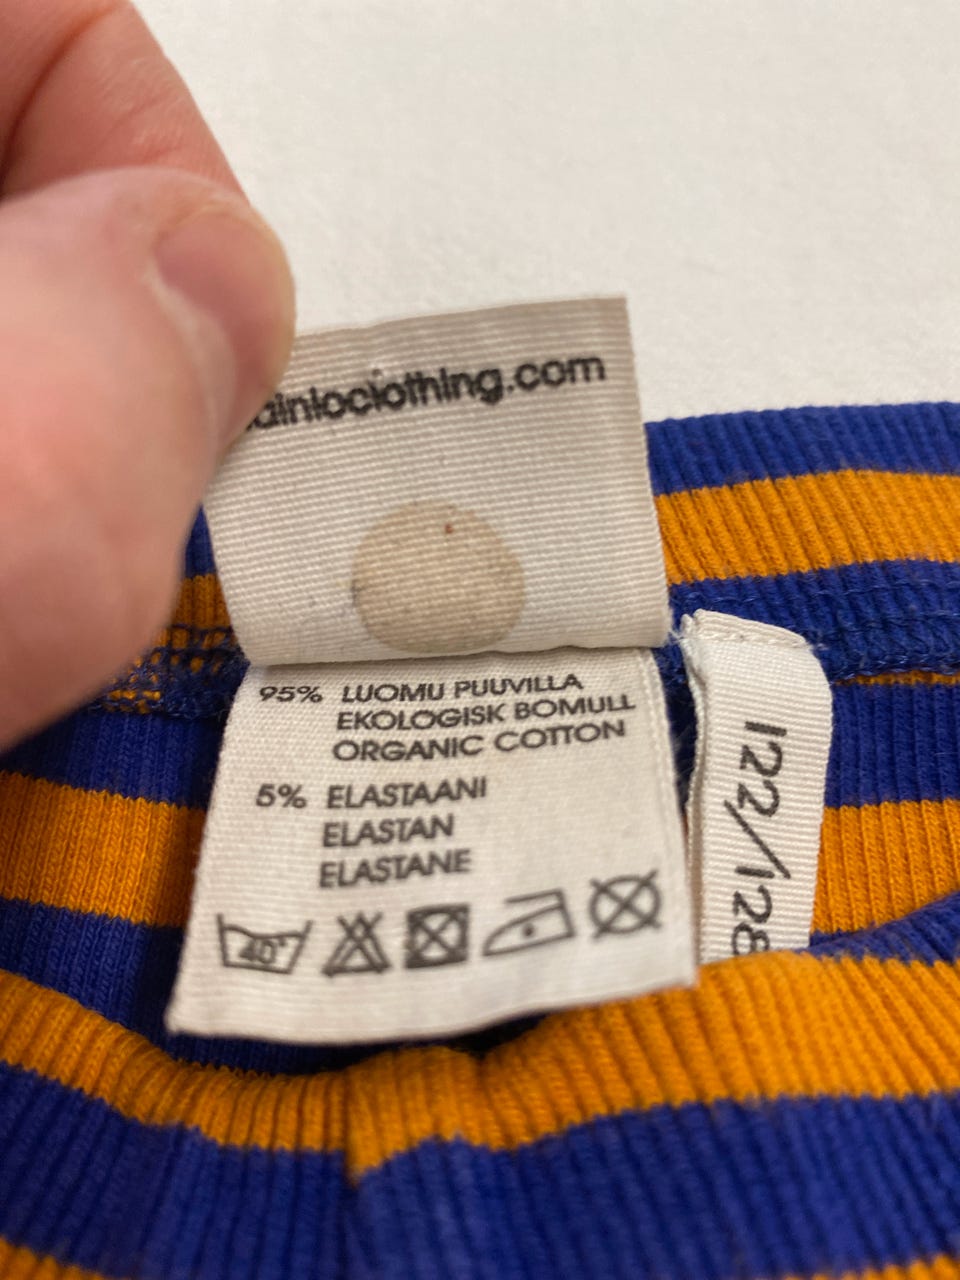 ainioclothing.com
95% LUOMU PUUVILLA
EKOLOGISK BOMULL
ORGANIC COTTON
5% ELASTAANI
ELASTAN
ELASTANE
40°
122/128